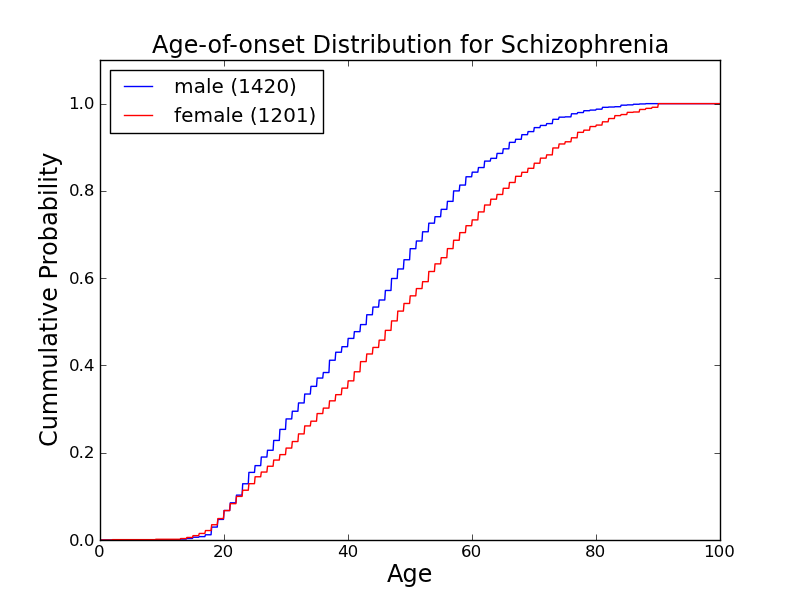 Age-of-onset Distribution for Schizophrenia
male (1420)
female (1201)
Cummulative Probability
1.0
0.8
0.6
0.4
0.2
0.0
0 20 40 60 80 100
Age